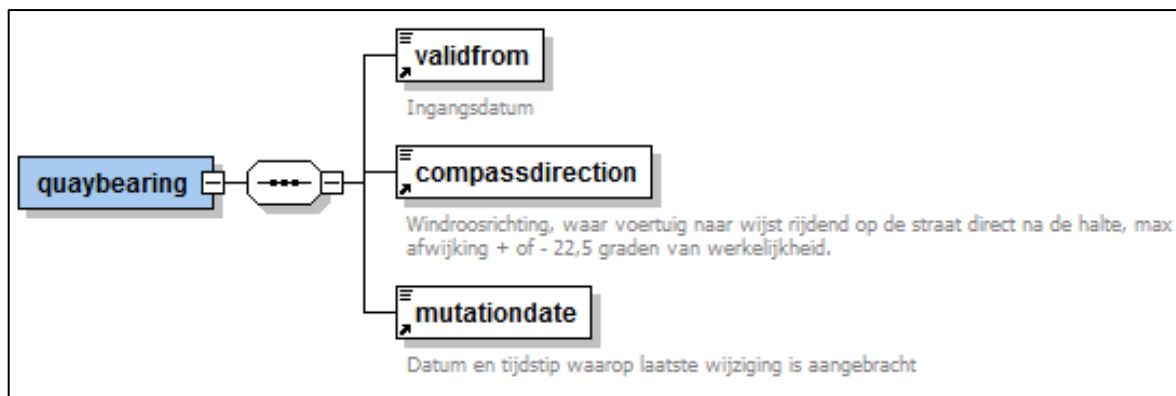 validfrom
Ingangsdatum
quaybearing
compassdirection
Windroosrichting, waar voertuig naar wijst rijdend op de straat direct na de halte, max
afwijking + of - 22,5 graden van werkelijkheid.
mutationdate
Datum en tijdstip waarop laatste wijziging is aangebracht